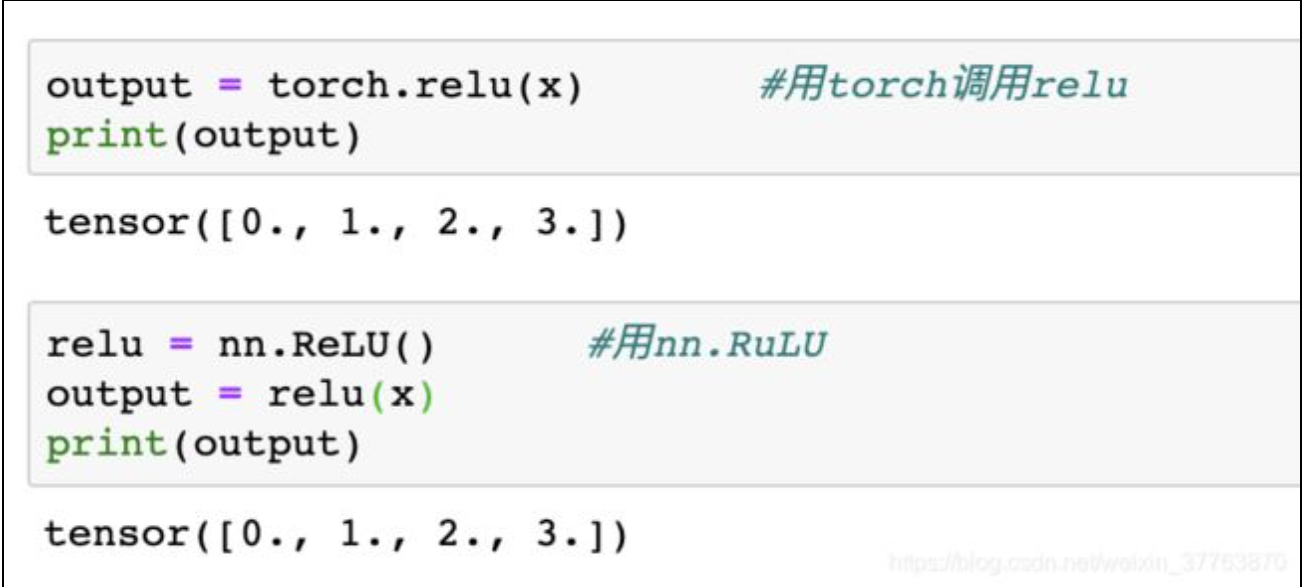 output = torch.relu(x) #用torch调用relu
print(output)
tensor([0., 1., 2., 3.])
relu = nn.ReLU() #用nn.RuLU
output = relu(x)
print(output)
tensor([0., 1., 2., 3.])
https://blog.csdn.net/weixin_37763870